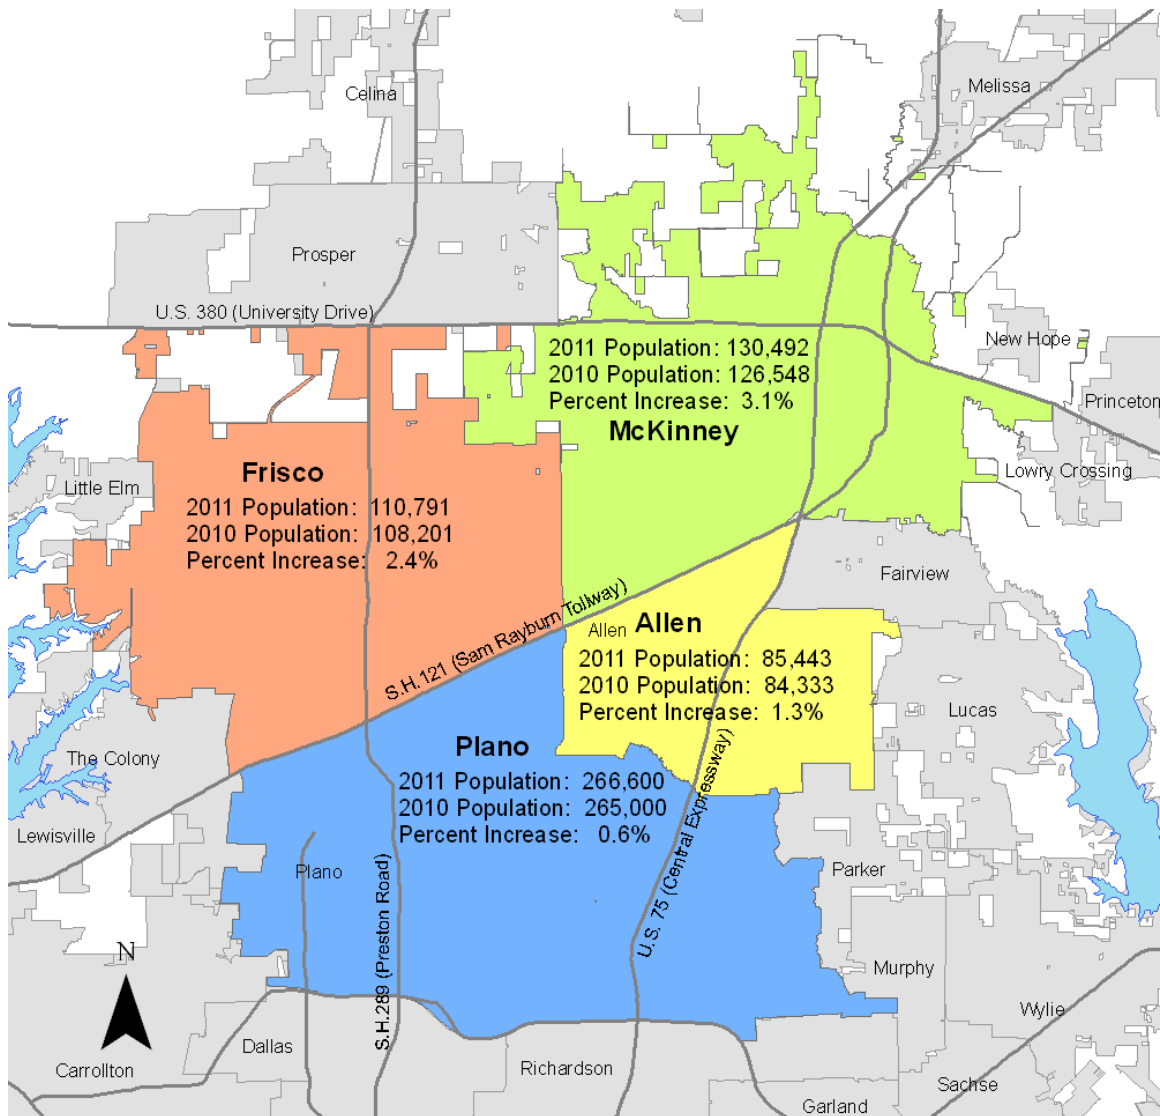 Celina
Melissa
Prosper
U.S. 380 (University Drive)
New Hope
2011 Population: 130,492
2010 Population: 126,548
Percent Increase: 3.1%
McKinney
Princeton
Frisco
2011 Population: 110,791
2010 Population: 108,201
Percent Increase: 2.4%
Little Elm
Lowry Crossing
Fairview
S.H.121 (Sam Rayburn Tollway)
Allen
Allen
2011 Population: 85,443
2010 Population: 84,333
Percent Increase: 1.3%
Lucas
The Colony
Plano
2011 Population: 266,600
2010 Population: 265,000
Percent Increase: 0.6%
Lewisville
Plano
Parker
U.S. 75 (Central Expressway)
S.H.289 (Preston Road)
N
Murphy
Wylie
Dallas
Carrollton
Richardson
Sachse
Garland